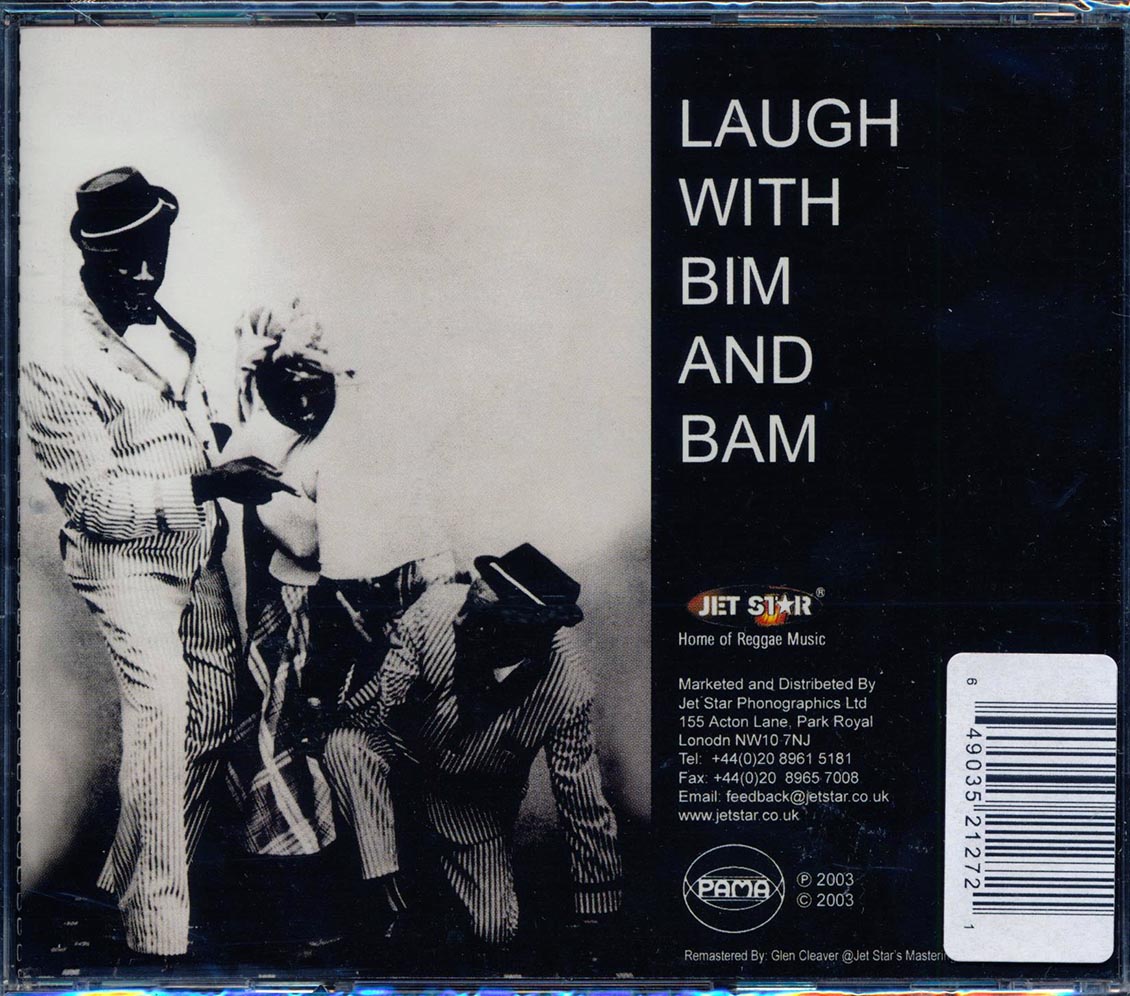 LAUGH
WITH
BIM
AND
BAM
JET STAR®
Home of Reggae Music
Marketed and Distribeted By
Jet Star Phonographics Ltd
155 Acton Lane, Park Royal
Lonodn NW10 7NJ
Tel: +44(0)20 8961 5181
Fax: +44(0)20 8965 7008
Email: feedback@jetstar.co.uk
www.jetstar.co.uk
PAMA
℗ 2003
© 2003
Remastered By: Glen Cleaver @Jet Star's
6 49035 21272 1